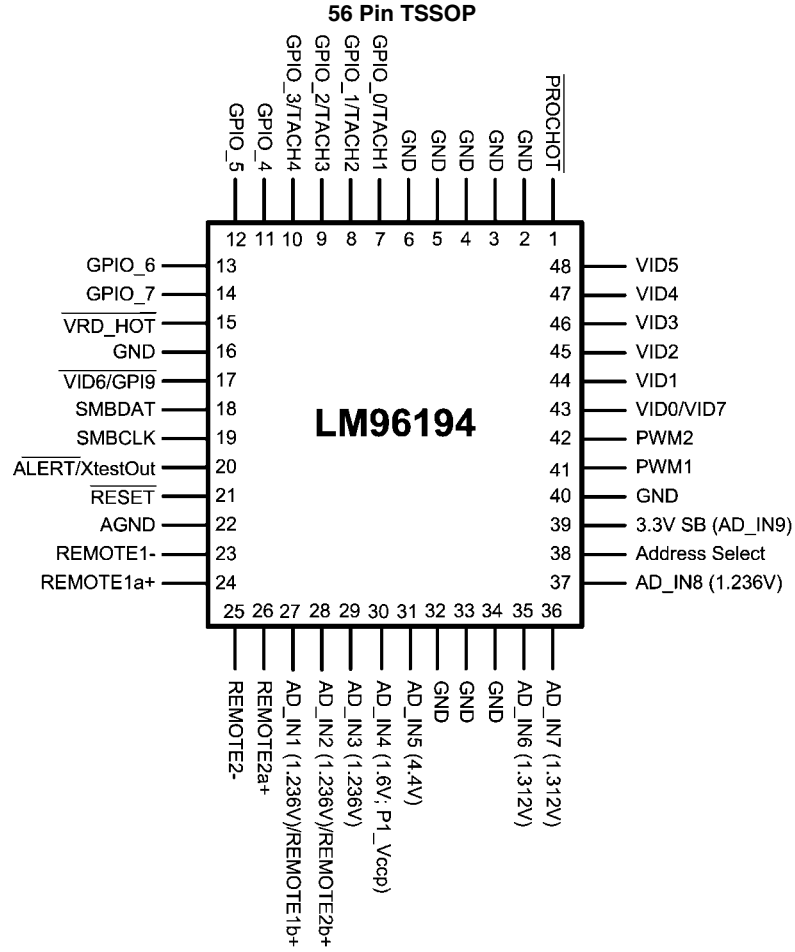 56 Pin TSSOP
GPIO_5
GPIO_4
GPIO_3/TACH4
GPIO_2/TACH3
GPIO_1/TACH2
GPIO_0/TACH1
GND
GND
GND
GND
GND
PROCHOT
12 11 10 9 8 7 6 5 4 3 2 1
GPIO_6 13
GPIO_7 14
VRD_HOT 15
GND 16
VID6/GPI9 17
SMBDAT 18
SMBCLK 19
ALERT/XtestOut 20
RESET 21
AGND 22
REMOTE1- 23
REMOTE1a+ 24
LM96194
48 VID5
47 VID4
46 VID3
45 VID2
44 VID1
43 VID0/VID7
42 PWM2
41 PWM1
40 GND
39 3.3V SB (AD_IN9)
38 Address Select
37 AD_IN8 (1.236V)
25 26 27 28 29 30 31 32 33 34 35 36
REMOTE2-
REMOTE2a+
AD_IN1 (1.236V)/REMOTE1b+
AD_IN2 (1.236V)/REMOTE2b+
AD_IN3 (1.236V)
AD_IN4 (1.6V; P1_Vccp)
AD_IN5 (4.4V)
GND
GND
GND
AD_IN6 (1.312V)
AD_IN7 (1.312V)